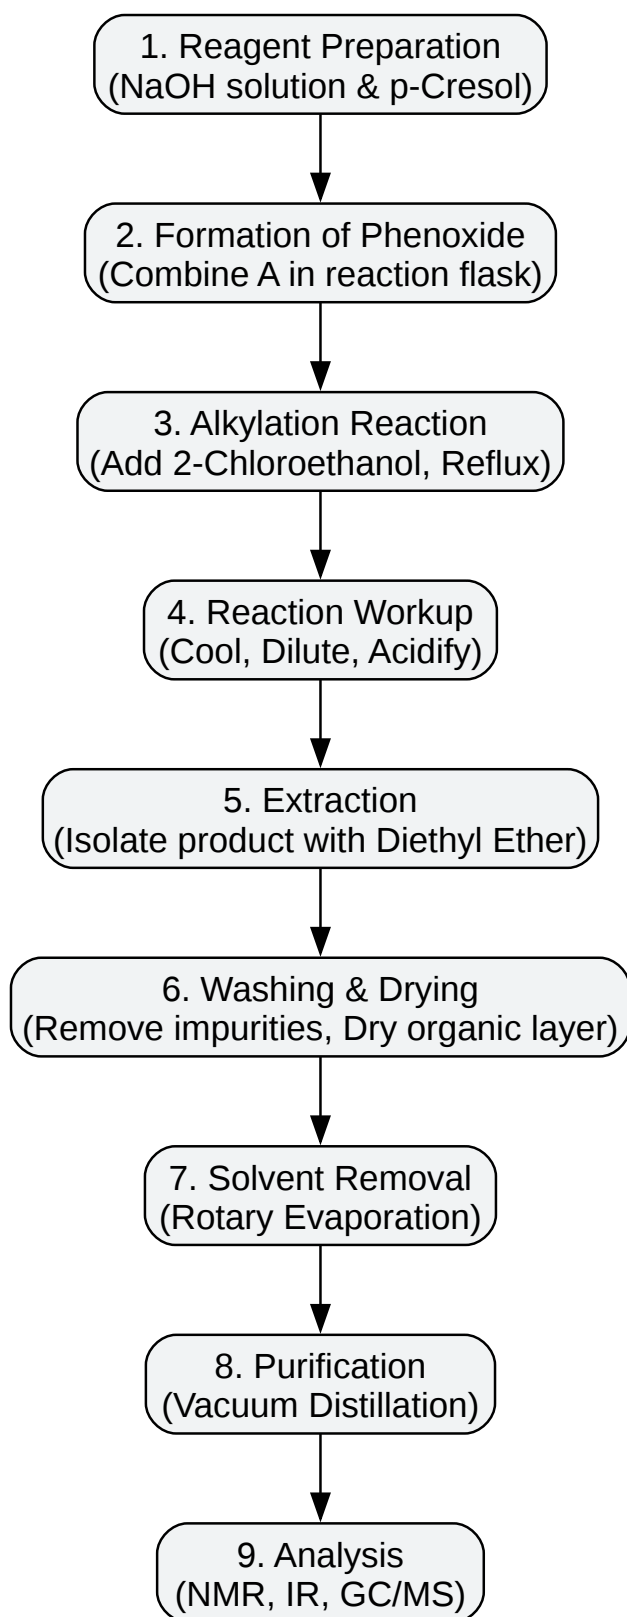 1. Reagent Preparation
(NaOH solution & p-Cresol)
2. Formation of Phenoxide
(Combine A in reaction flask)
3. Alkylation Reaction
(Add 2-Chloroethanol, Reflux)
4. Reaction Workup
(Cool, Dilute, Acidify)
5. Extraction
(Isolate product with Diethyl Ether)
6. Washing & Drying
(Remove impurities, Dry organic layer)
7. Solvent Removal
(Rotary Evaporation)
8. Purification
(Vacuum Distillation)
9. Analysis
(NMR, IR, GC/MS)